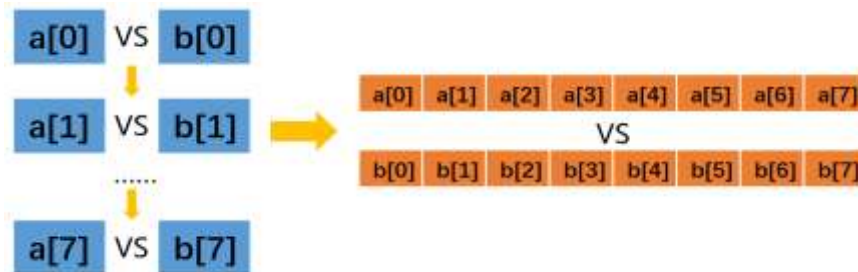 a[0] VS b[0]
a[1] VS b[1]
......
a[7] VS b[7]
a[0] a[1] a[2] a[3] a[4] a[5] a[6] a[7]
VS
b[0] b[1] b[2] b[3] b[4] b[5] b[6] b[7]